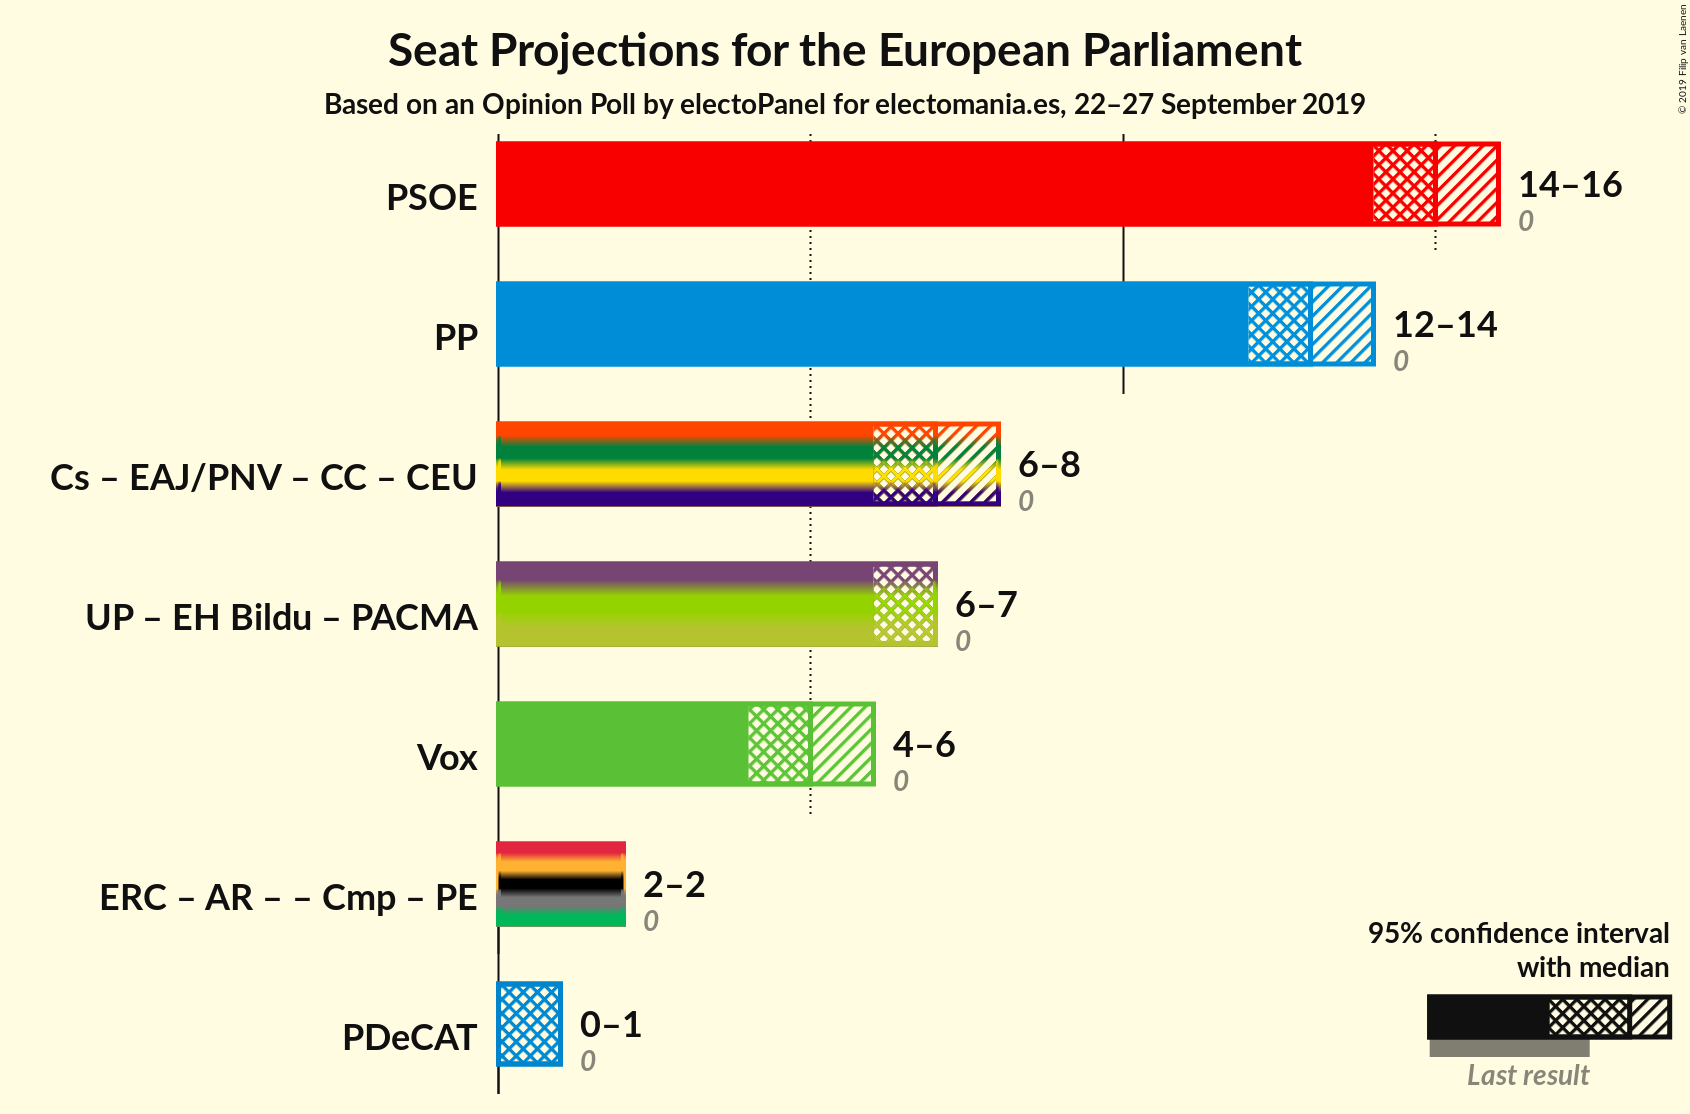 Seat Projections for the European Parliament
Based on an Opinion Poll by electoPanel for electomania.es, 22–27 September 2019
© 2019 Filip van Laenen
PSOE
14–16
0
PP
12–14
0
Cs – EAJ/PNV – CC – CEU
6–8
0
UP – EH Bildu – PACMA
6–7
0
Vox
4–6
0
ERC – AR – – Cmp – PE
2–2
0
PDeCAT
0–1
0
95% confidence interval
with median
Last result